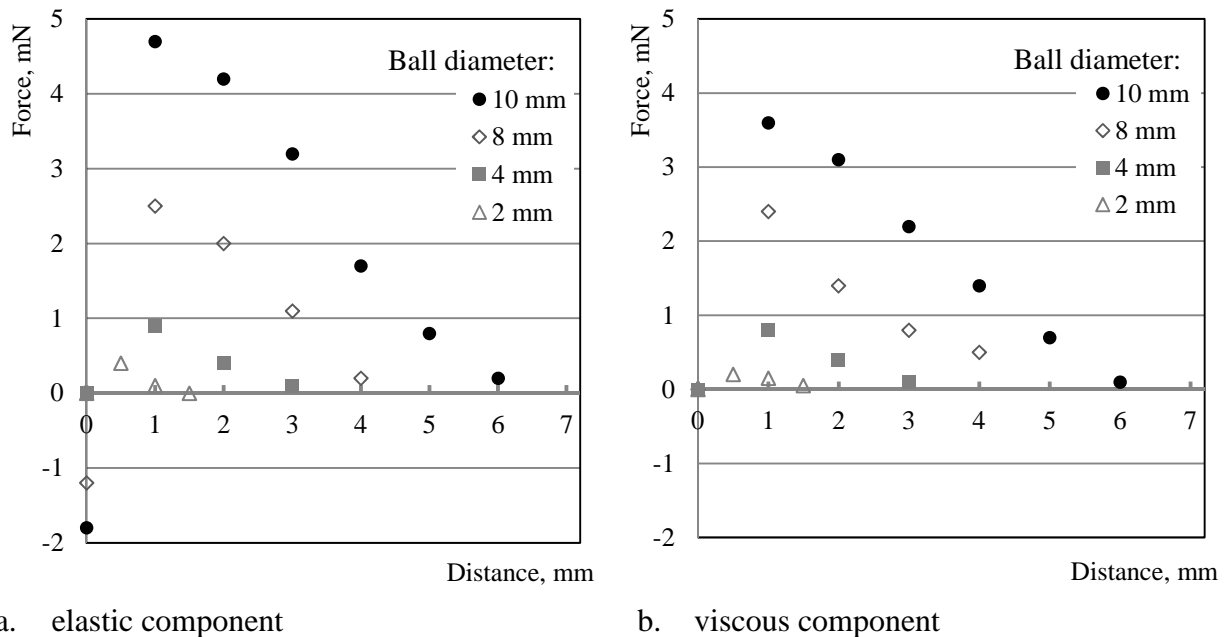 Force, mN
5
4
3
2
1
0
-1
-2
0 1 2 3 4 5 6 7
Ball diameter:
10 mm
8 mm
4 mm
2 mm
Distance, mm
a. elastic component
Force, mN
5
4
3
2
1
0
-1
-2
0 1 2 3 4 5 6 7
Ball diameter:
10 mm
8 mm
4 mm
2 mm
Distance, mm
b. viscous component